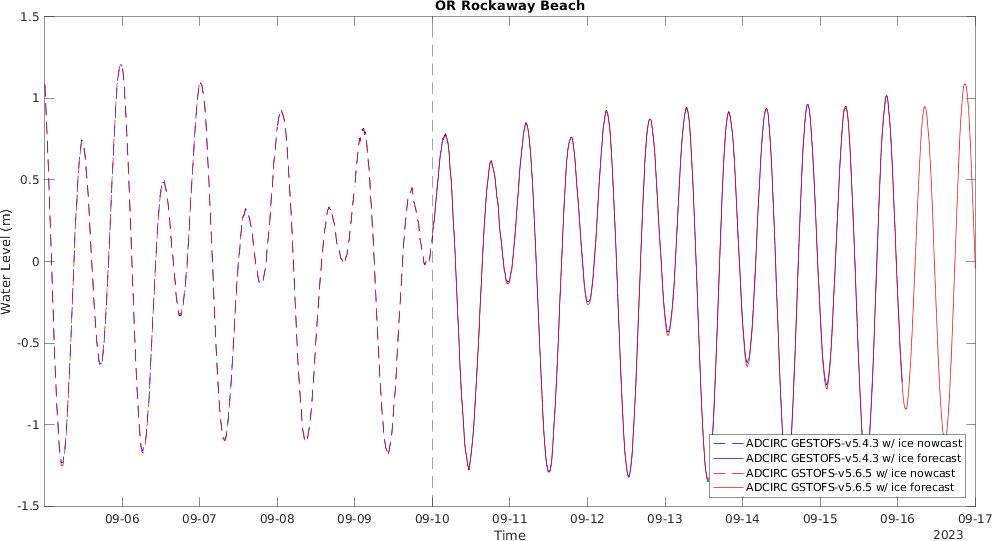 OR Rockaway Beach
1.5
1
0.5
0
-0.5
-1
-1.5
Water Level (m)
09-06 09-07 09-08 09-09 09-10 09-11 09-12 09-13 09-14 09-15 09-16 09-17
Time
2023
ADCIRC GESTOFS-v5.4.3 w/ ice nowcast
ADCIRC GESTOFS-v5.4.3 w/ ice forecast
ADCIRC GSTOFS-v5.6.5 w/ ice nowcast
ADCIRC GSTOFS-v5.6.5 w/ ice forecast